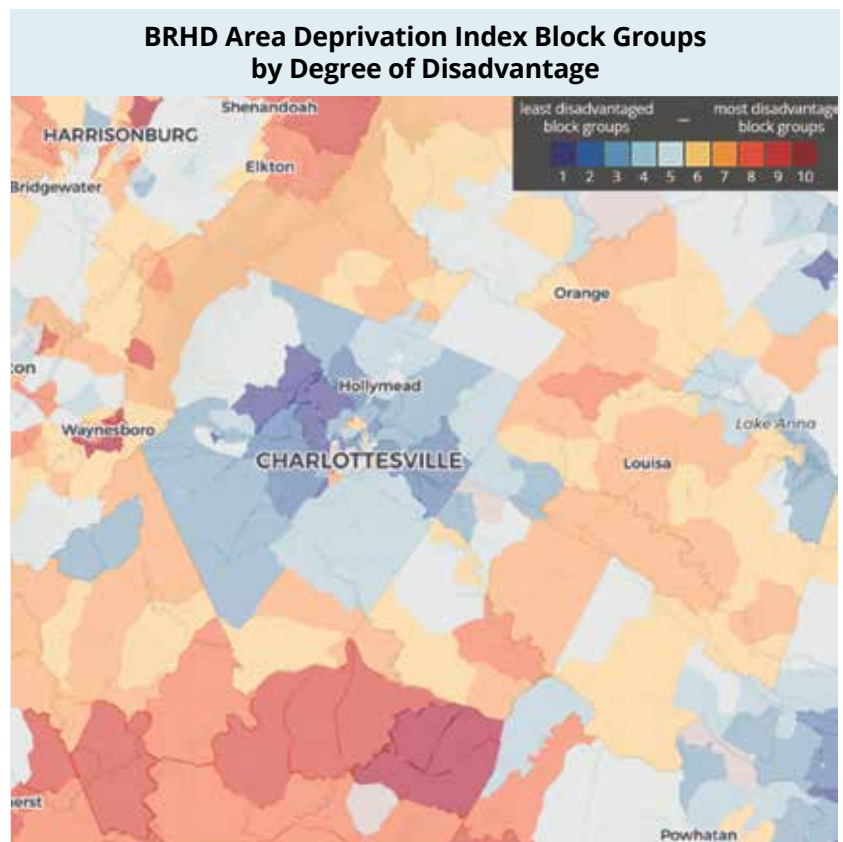 BRHD Area Deprivation Index Block Groups
by Degree of Disadvantage
least disadvantaged
block groups
–
most disadvantage
block groups
1 2 3 4 5 6 7 8 9 10
Shenandoah
HARRISONBURG
Elkton
Bridgewater
Orange
ton
Hollymead
Lake Anna
Waynesboro
CHARLOTTESVILLE
Louisa
erst
Powhatan